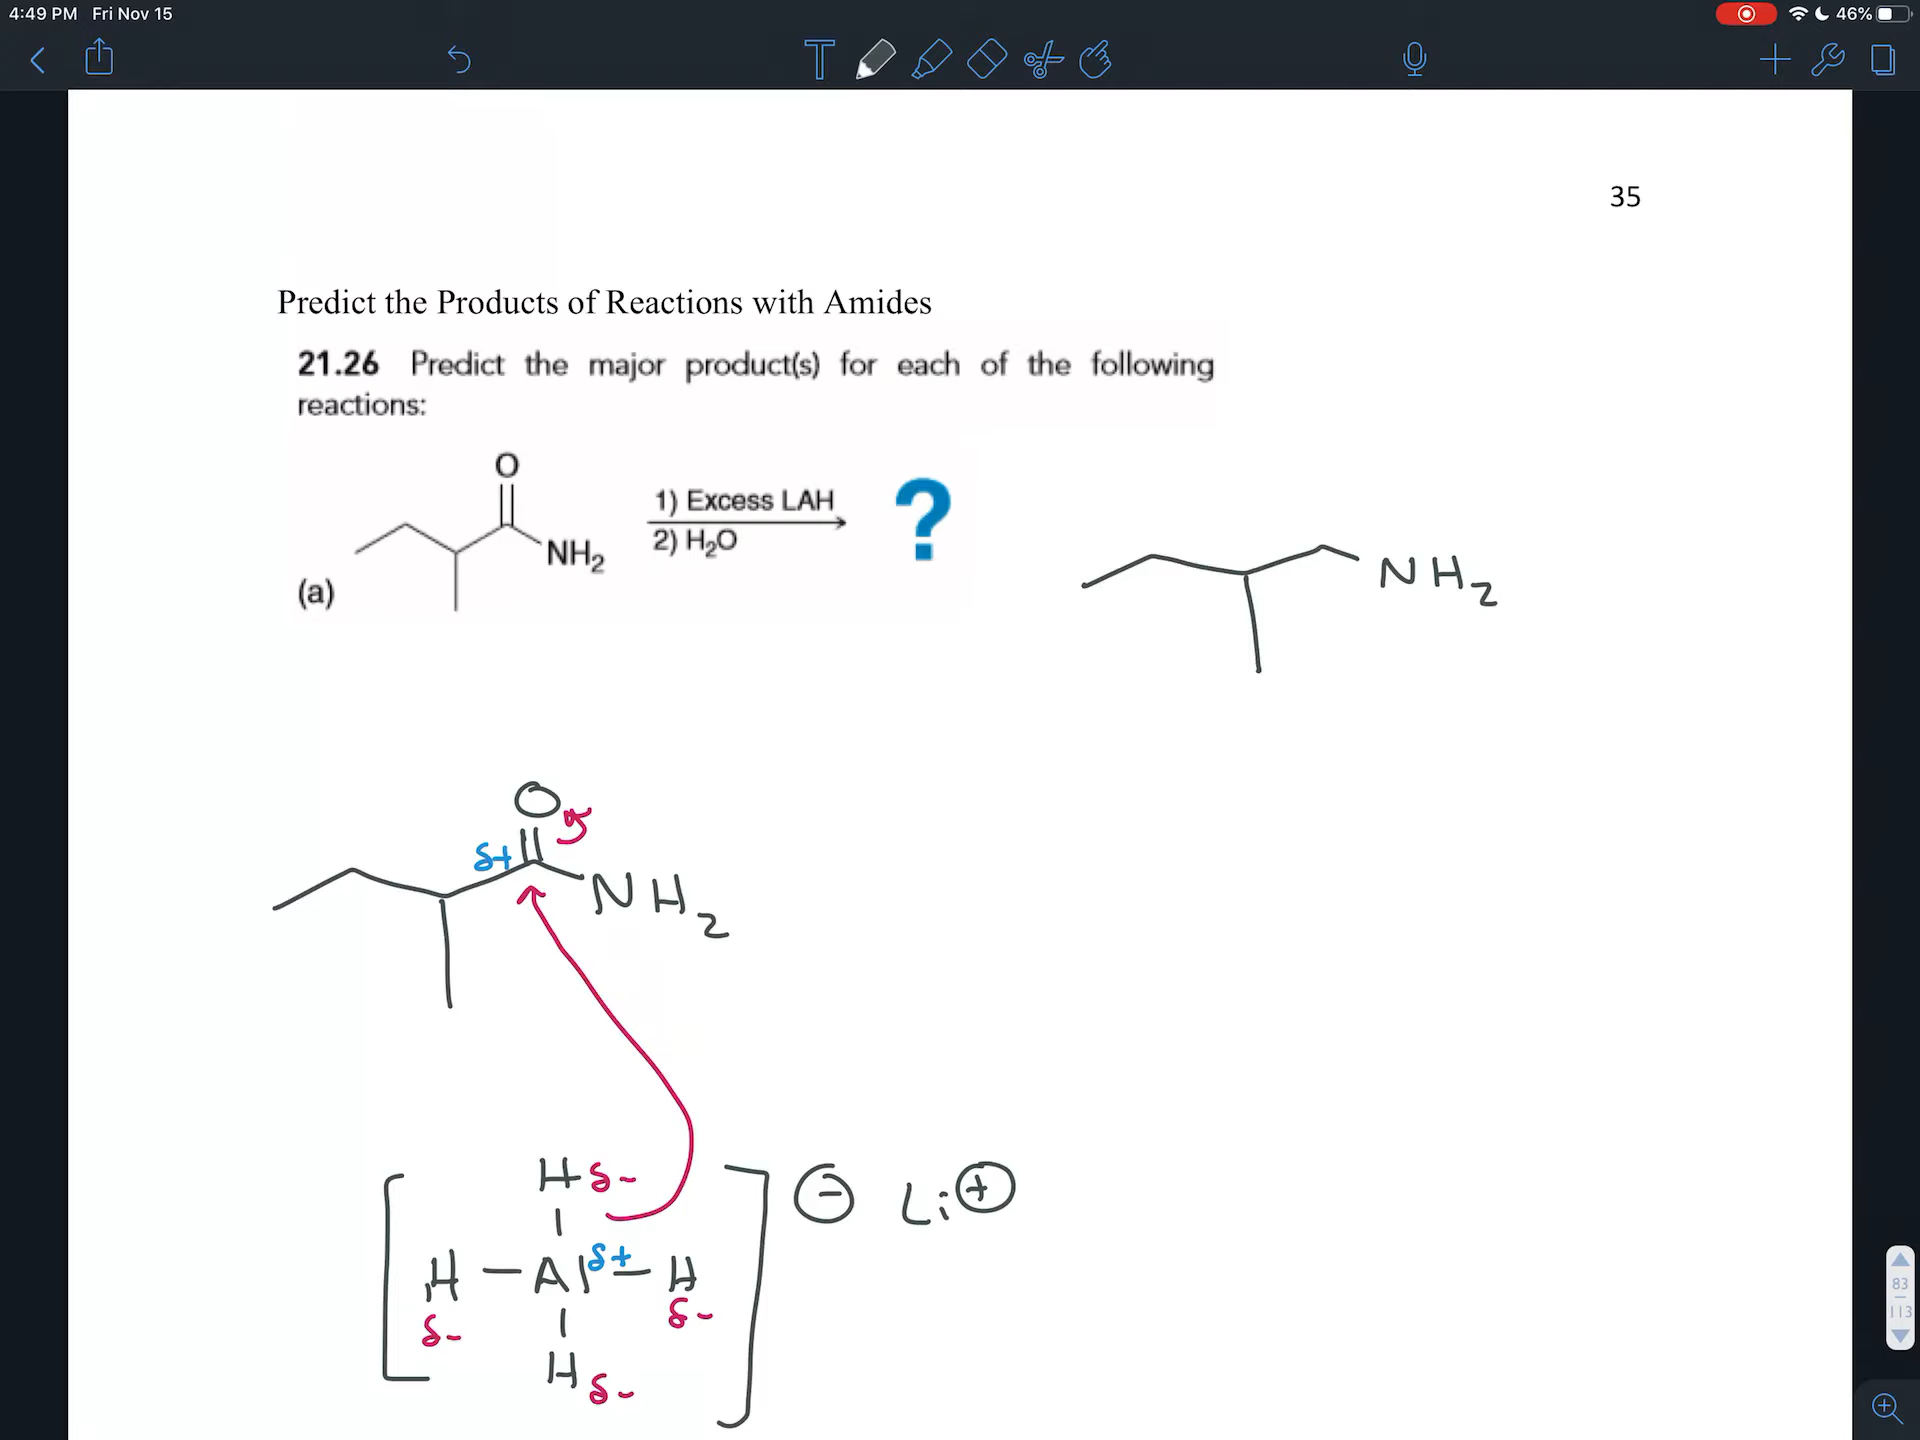 4:49 PM Fri Nov 15
46%
T
35
Predict the Products of Reactions with Amides
21.26 Predict the major product(s) for each of the following
reactions:
O
NH₂
(a)
1) Excess LAH
2) H₂O
?
NH₂
O
δ+
NH₂
H δ-
H - Al δ+ - H
δ-
δ-
H δ-
⊖ Li⊕
83
113